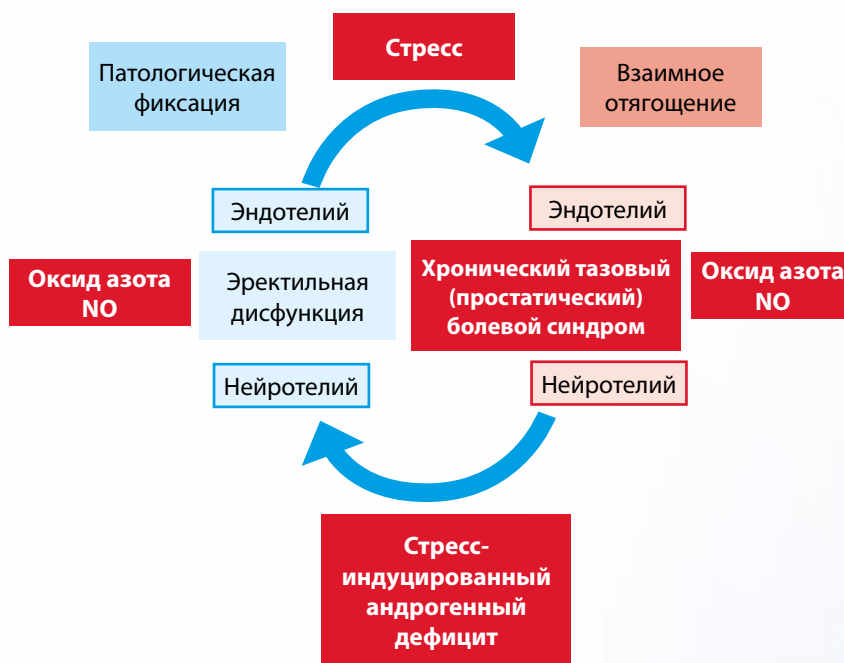 Стресс
Патологическая
фиксация
Взаимное
отягощение
Эндотелий
Эндотелий
Оксид азота
NO
Эректильная
дисфункция
Хронический тазовый
(простатический)
болевой синдром
Оксид азота
NO
Нейротелий
Нейротелий
Стресс-
индуцированный
андрогенный
дефицит